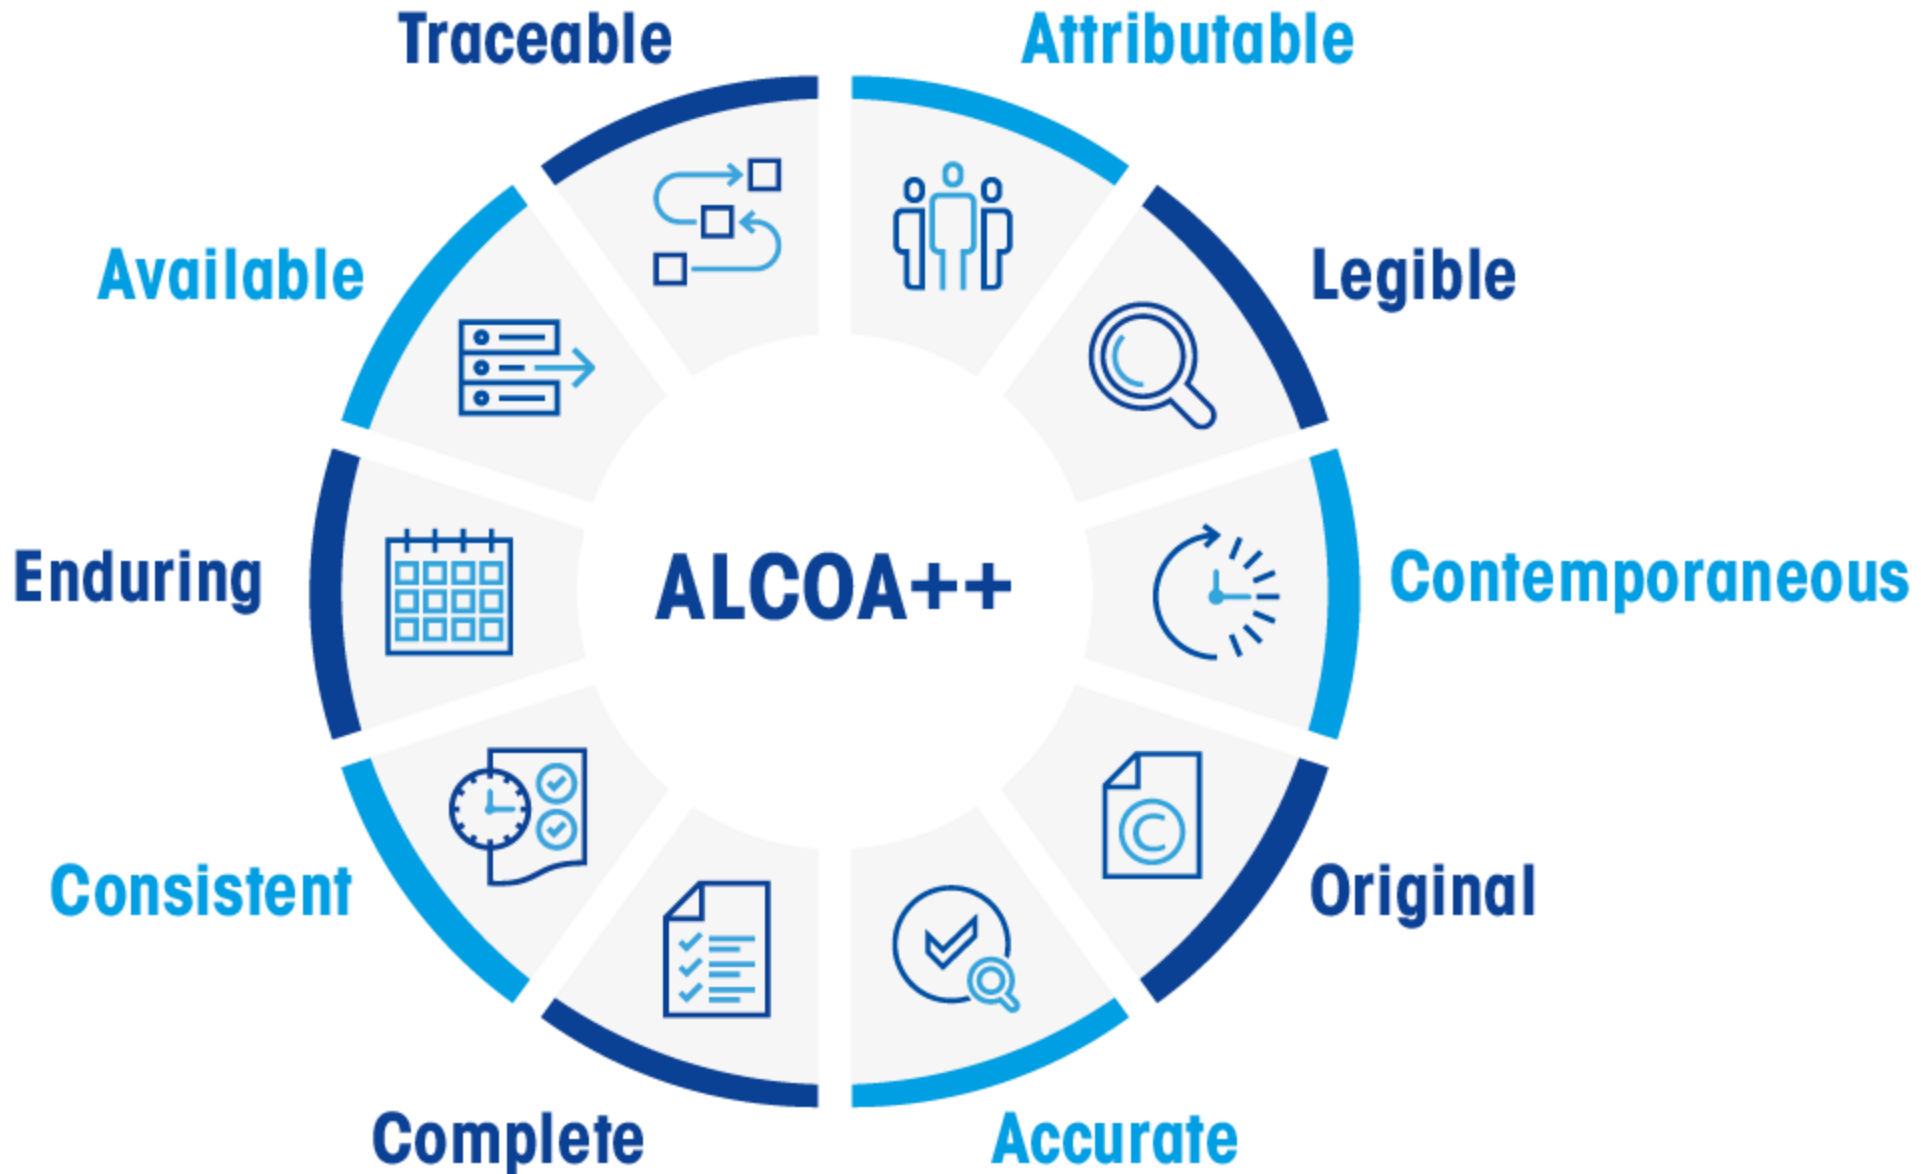 Traceable
Attributable
Available
Legible
Enduring
ALCOA++
Contemporaneous
Consistent
Original
Complete
Accurate